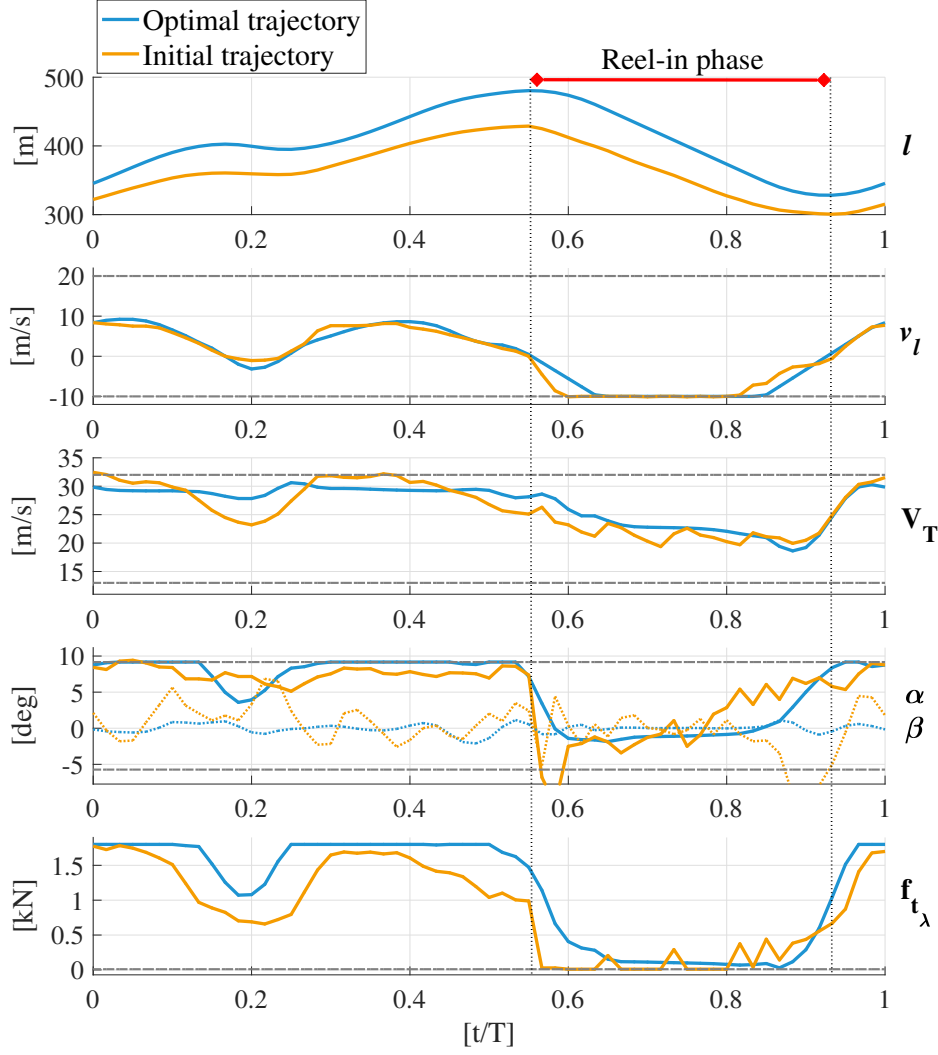 Optimal trajectory
Initial trajectory
Reel-in phase
500
400
300
[m]
l
0 0.2 0.4 0.6 0.8 1
20
10
0
-10
[m/s]
v_l
0 0.2 0.4 0.6 0.8 1
35
30
25
20
15
[m/s]
V_T
0 0.2 0.4 0.6 0.8 1
10
5
0
-5
[deg]
α
β
0 0.2 0.4 0.6 0.8 1
1.5
1
0.5
0
[kN]
f_{t_λ}
0 0.2 0.4 0.6 0.8 1
[t/T]